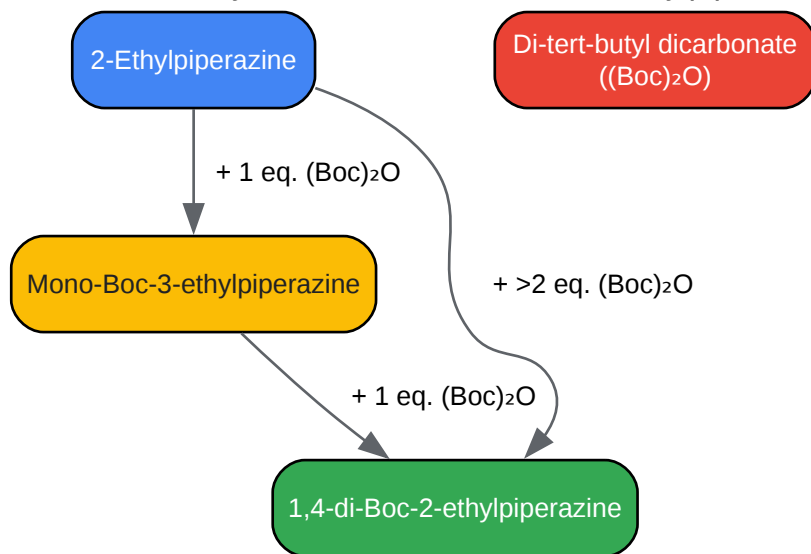 2-Ethylpiperazine
Di-tert-butyl dicarbonate
((Boc)₂O)
+ 1 eq. (Boc)₂O
Mono-Boc-3-ethylpiperazine
+ >2 eq. (Boc)₂O
+ 1 eq. (Boc)₂O
1,4-di-Boc-2-ethylpiperazine